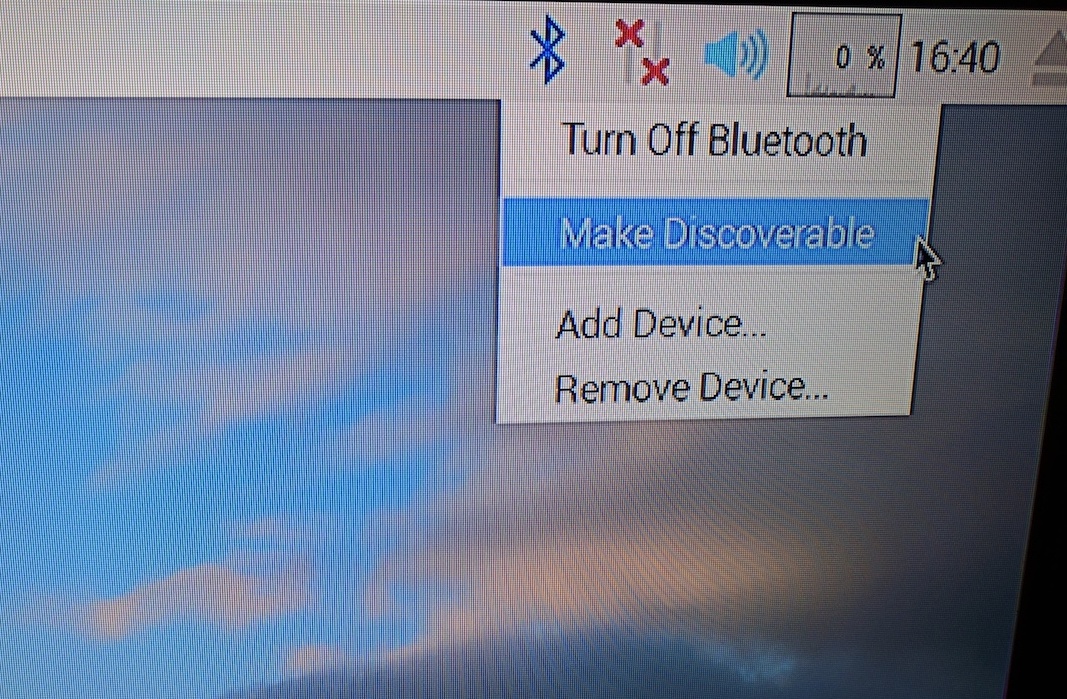 0 % 16:40
Turn Off Bluetooth
Make Discoverable
Add Device...
Remove Device...